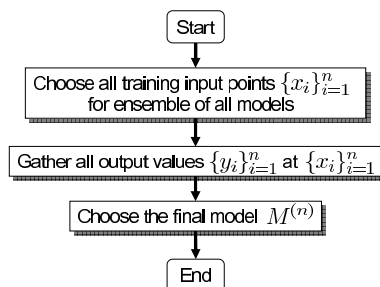 Start
Choose all training input points $\{x_i\}_{i=1}^{n}$
for ensemble of all models
Gather all output values $\{y_i\}_{i=1}^{n}$ at $\{x_i\}_{i=1}^{n}$
Choose the final model $M^{(n)}$
End